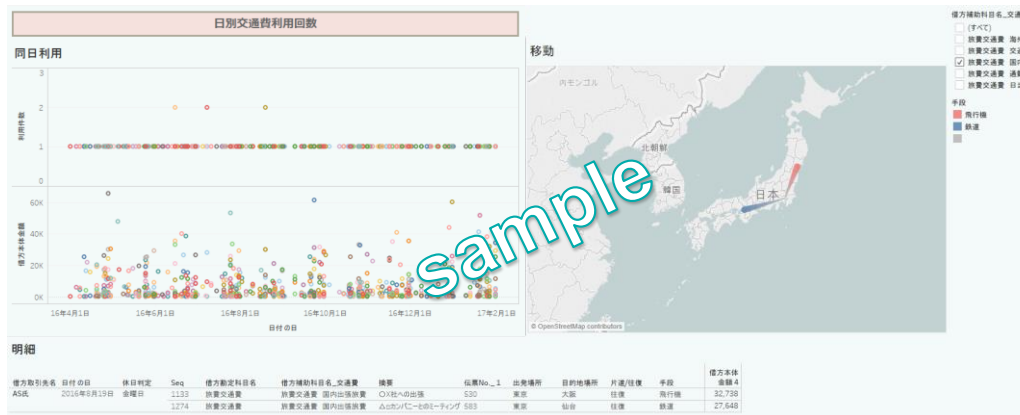 日別交通費利用回数
同日利用
3
2
1
0
利用件数
60K
40K
20K
0K
借方本体金額
16年4月1日 16年6月1日 16年8月1日 16年10月1日 16年12月1日 17年2月1日
日付の日
移動
内モンゴル
北朝鮮
韓国
日本
© OpenStreetMap contributors
sample
借方補助科目名_交通
(すべて)
旅費交通費 海
旅費交通費 交通
旅費交通費 国内
旅費交通費 通
旅費交通費 日
手段
飛行機
鉄道
明細
借方取引先名 日付の日 休日判定 Seq 借方勘定科目名 借方補助科目名_交通費 摘要 伝票No._1 出発場所 目的地場所 片道/往復 手段 借方本体金額 4
AS氏 2016年8月19日 金曜日 1133 旅費交通費 旅費交通費 国内出張旅費 〇X社への出張 530 東京 大阪 往復 飛行機 32,738
1274 旅費交通費 旅費交通費 国内出張旅費 △□カンパニーとのミーティング 583 東京 仙台 往復 鉄道 27,648